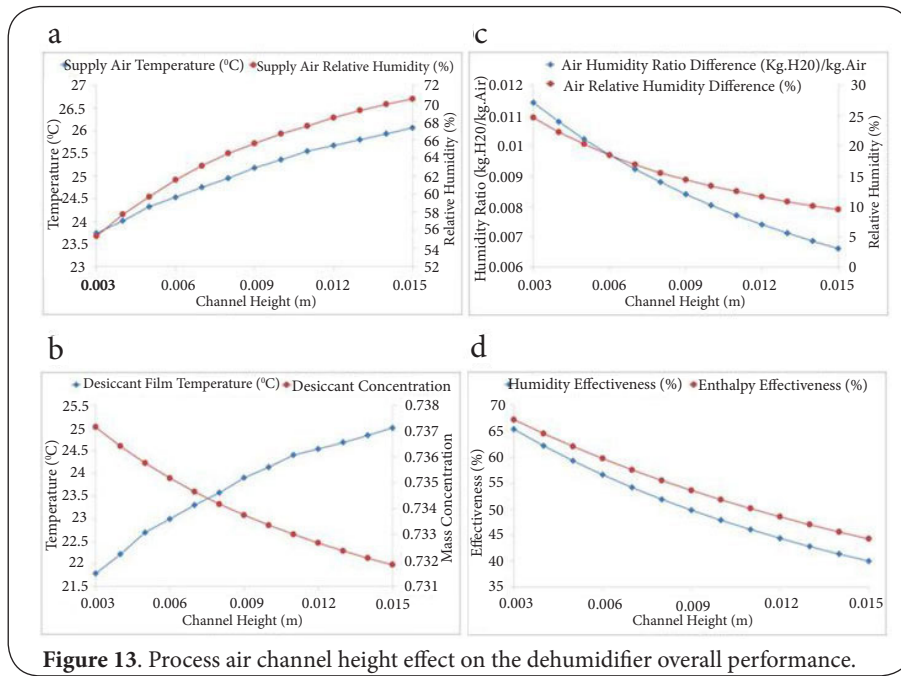 a
Supply Air Temperature (⁰C) Supply Air Relative Humidity (%)
27
26.5
26
25.5
25
24.5
24
23.5
23
Temperature (⁰C)
72
70
68
66
64
62
60
58
56
54
52
Relative Humidity (%)
0.003 0.006 0.009 0.012 0.015
Channel Height (m)
c
Air Humidity Ratio Difference (Kg.H20)/kg.Air
Air Relative Humidity Difference (%)
0.012
0.011
0.01
0.009
0.008
0.007
0.006
Humidity Ratio (kg.H20/kg.Air)
30
25
20
15
10
5
0
Relative Humidity (%)
0.003 0.006 0.009 0.012 0.015
Channel Height (m)
b
Desiccant Film Temperature (⁰C) Desiccant Concentration
25.5
25
24.5
24
23.5
23
22.5
22
21.5
Temperature (⁰C)
0.738
0.737
0.736
0.735
0.734
0.733
0.732
0.731
Mass Concentration
0.003 0.006 0.009 0.012 0.015
Channel Height (m)
d
Humidity Effectiveness (%) Enthalpy Effectiveness (%)
70
65
60
55
50
45
40
35
Effectiveness (%)
0.003 0.006 0.009 0.012 0.015
Channel Height (m)
Figure 13. Process air channel height effect on the dehumidifier overall performance.